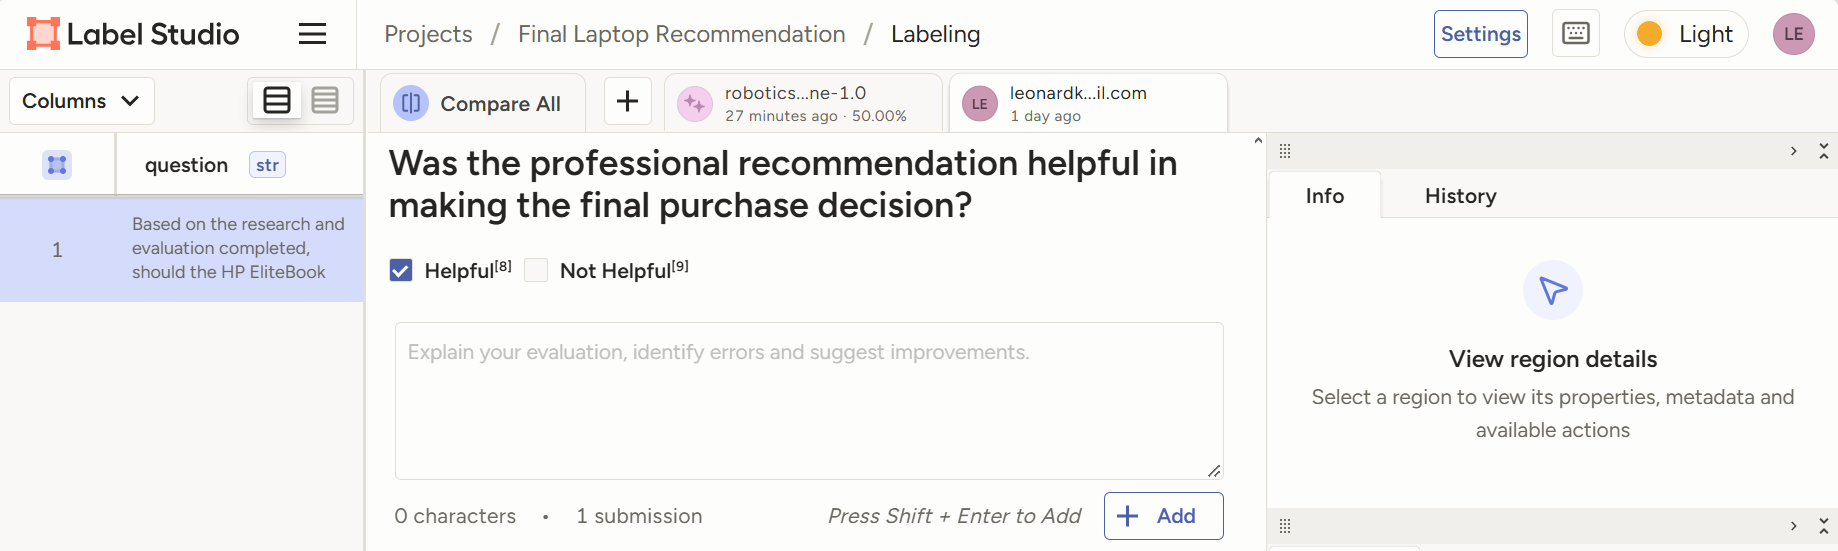 Label Studio
Projects / Final Laptop Recommendation / Labeling
Settings
Light
LE
Columns
Compare All
robotics...ne-1.0
27 minutes ago · 50.00%
LE
leonardk...il.com
1 day ago
question str
1
Based on the research and
evaluation completed,
should the HP EliteBook
Was the professional recommendation helpful in
making the final purchase decision?
Helpful[8] Not Helpful[9]
Explain your evaluation, identify errors and suggest improvements.
0 characters • 1 submission
Press Shift + Enter to Add
+ Add
Info
History
View region details
Select a region to view its properties, metadata and
available actions